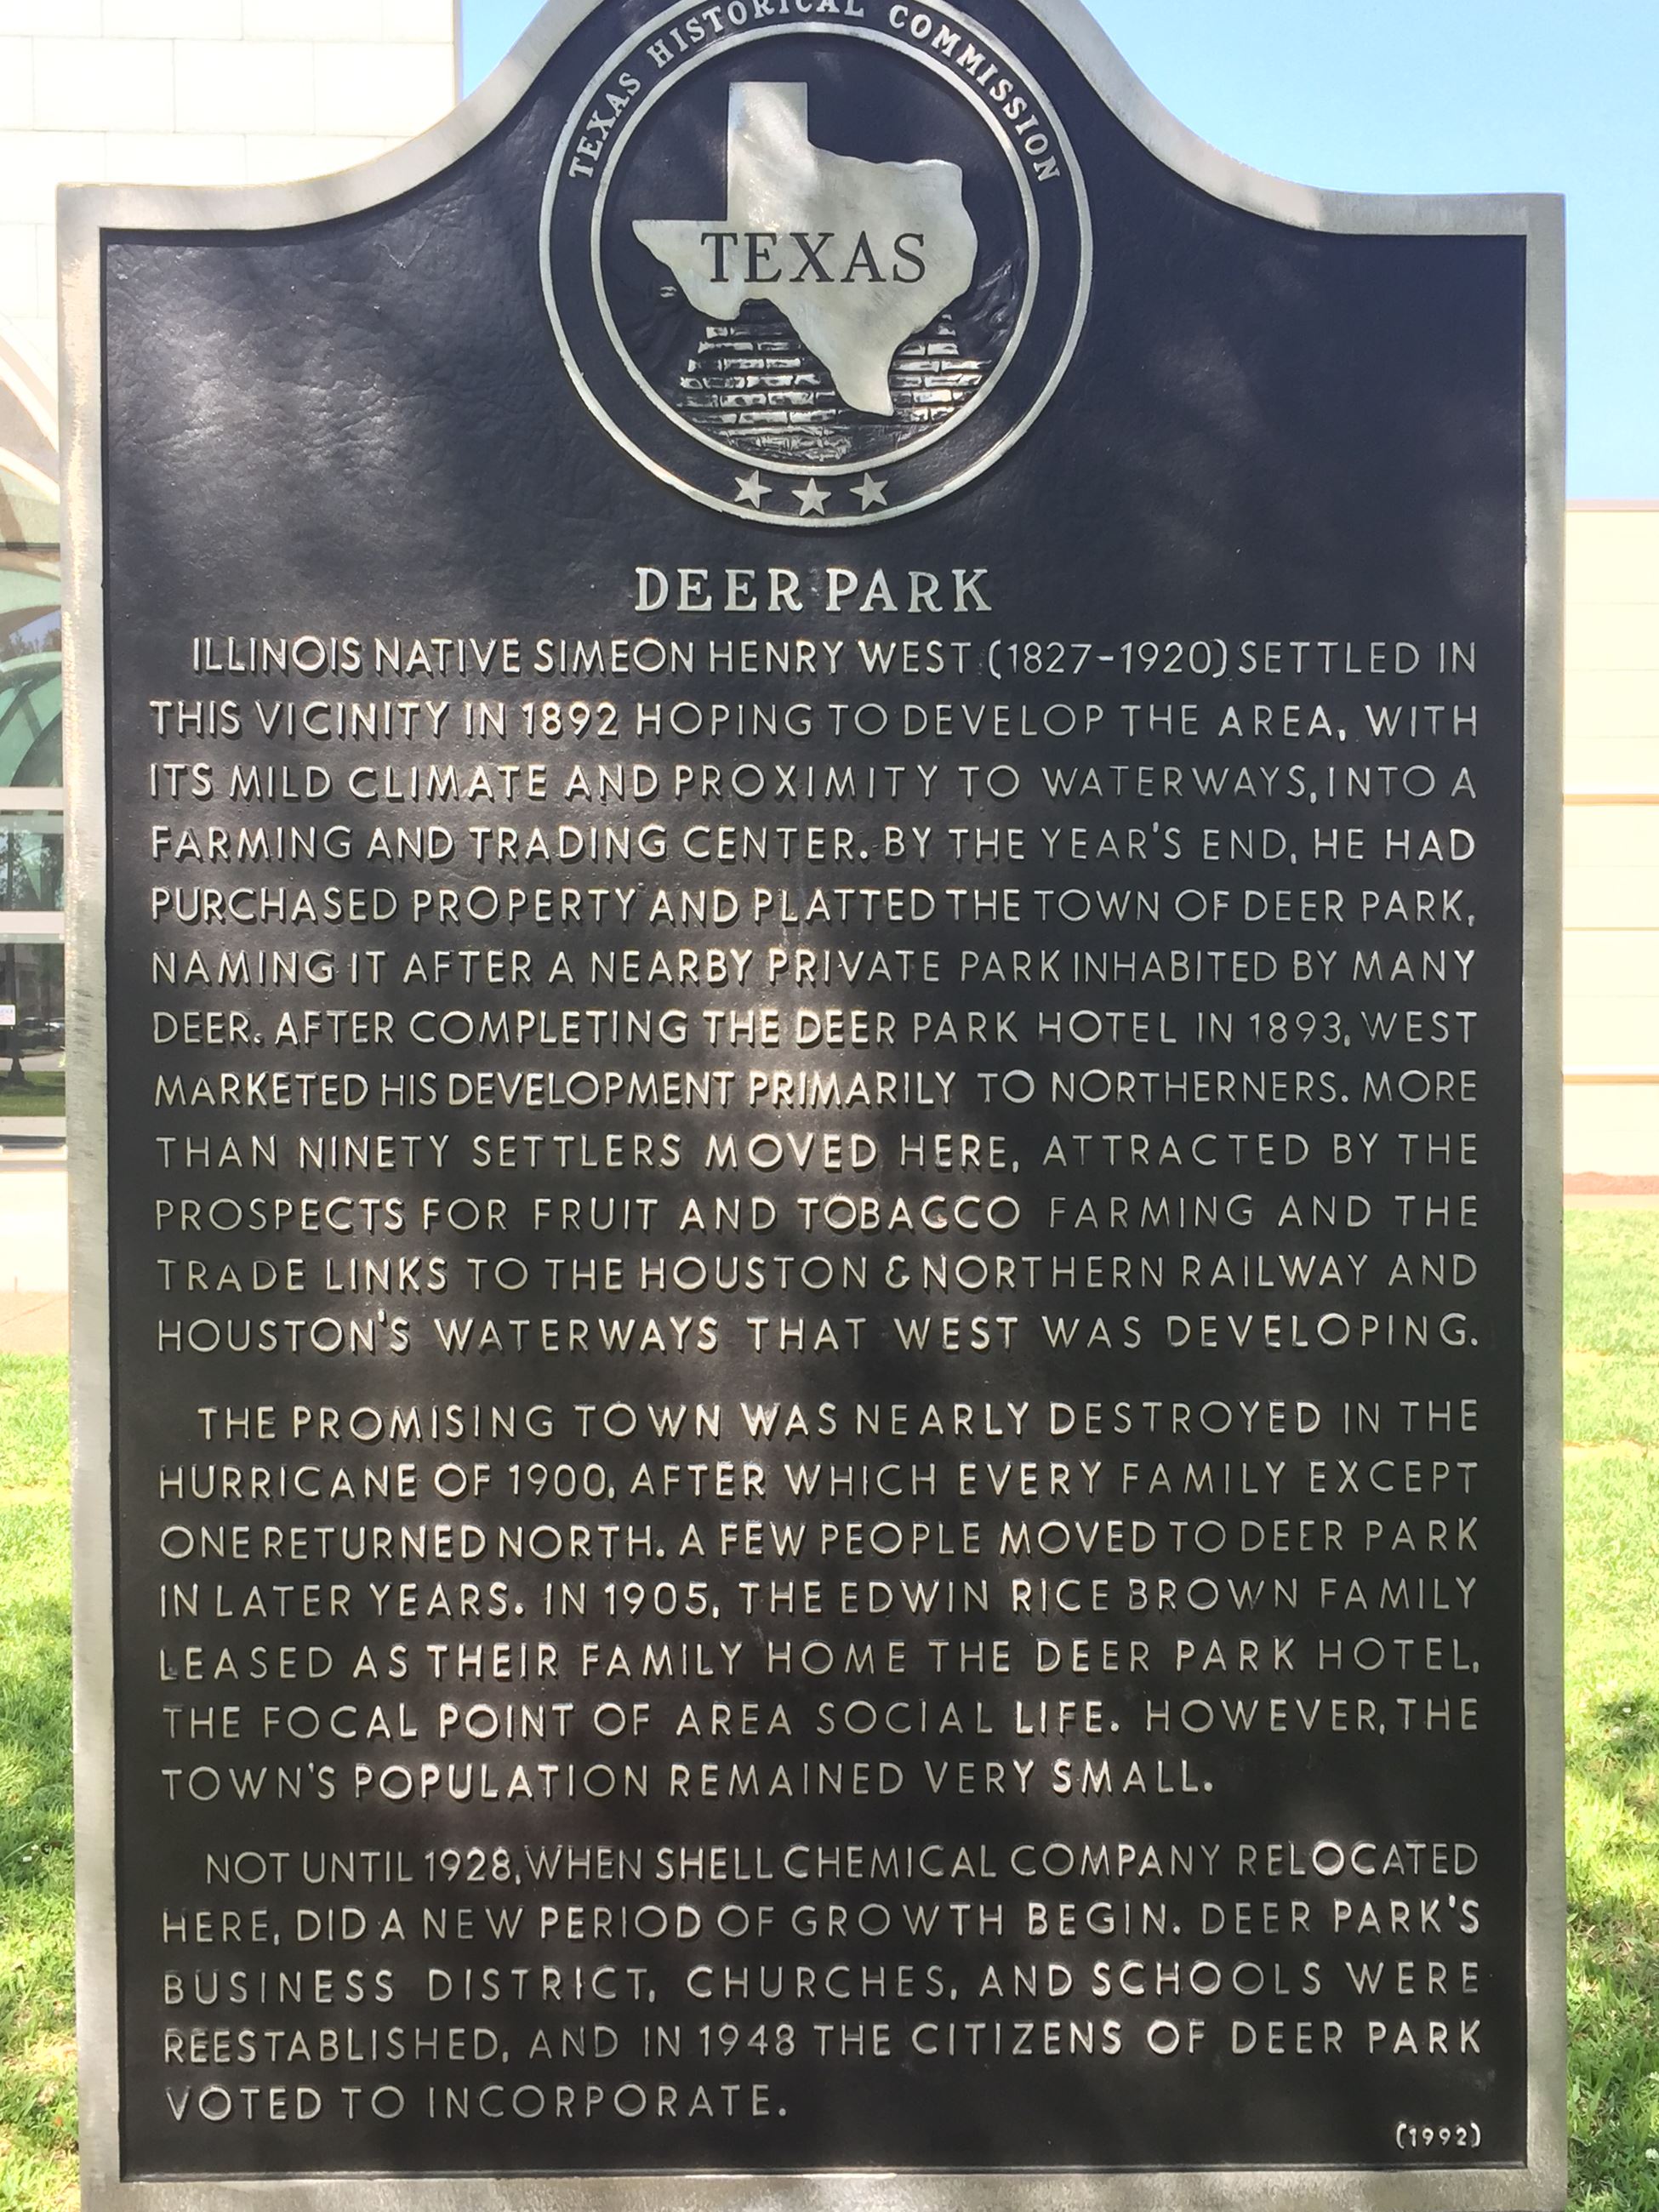 TEXAS HISTORICAL COMMISSION
TEXAS
DEER PARK
ILLINOIS NATIVE SIMEON HENRY WEST (1827-1920) SETTLED IN
THIS VICINITY IN 1892 HOPING TO DEVELOP THE AREA, WITH
ITS MILD CLIMATE AND PROXIMITY TO WATERWAYS, INTO A
FARMING AND TRADING CENTER. BY THE YEAR'S END, HE HAD
PURCHASED PROPERTY AND PLATTED THE TOWN OF DEER PARK,
NAMING IT AFTER A NEARBY PRIVATE PARK INHABITED BY MANY
DEER. AFTER COMPLETING THE DEER PARK HOTEL IN 1893, WEST
MARKETED HIS DEVELOPMENT PRIMARILY TO NORTHERNERS. MORE
THAN NINETY SETTLERS MOVED HERE, ATTRACTED BY THE
PROSPECTS FOR FRUIT AND TOBACCO FARMING AND THE
TRADE LINKS TO THE HOUSTON & NORTHERN RAILWAY AND
HOUSTON'S WATERWAYS THAT WEST WAS DEVELOPING.
THE PROMISING TOWN WAS NEARLY DESTROYED IN THE
HURRICANE OF 1900, AFTER WHICH EVERY FAMILY EXCEPT
ONE RETURNED NORTH. A FEW PEOPLE MOVED TO DEER PARK
IN LATER YEARS. IN 1905, THE EDWIN RICE BROWN FAMILY
LEASED AS THEIR FAMILY HOME THE DEER PARK HOTEL,
THE FOCAL POINT OF AREA SOCIAL LIFE. HOWEVER, THE
TOWN'S POPULATION REMAINED VERY SMALL.
NOT UNTIL 1928, WHEN SHELL CHEMICAL COMPANY RELOCATED
HERE, DID A NEW PERIOD OF GROWTH BEGIN. DEER PARK'S
BUSINESS DISTRICT, CHURCHES, AND SCHOOLS WERE
REESTABLISHED, AND IN 1948 THE CITIZENS OF DEER PARK
VOTED TO INCORPORATE.
(1992)